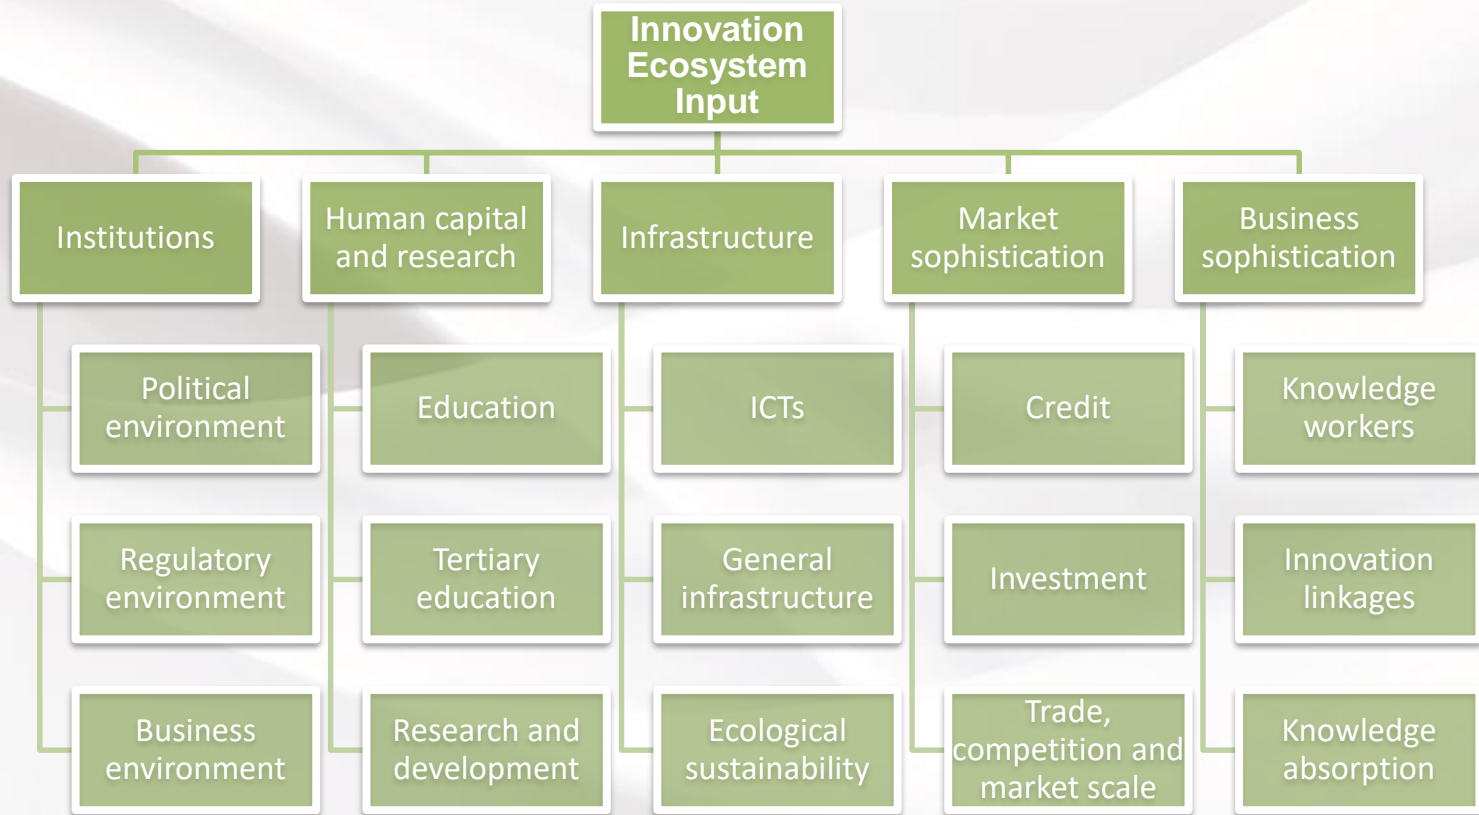 Innovation
Ecosystem
Input
Institutions
Human capital
and research
Infrastructure
Market
sophistication
Business
sophistication
Political
environment
Education
ICTs
Credit
Knowledge
workers
Regulatory
environment
Tertiary
education
General
infrastructure
Investment
Innovation
linkages
Business
environment
Research and
development
Ecological
sustainability
Trade,
competition and
market scale
Knowledge
absorption